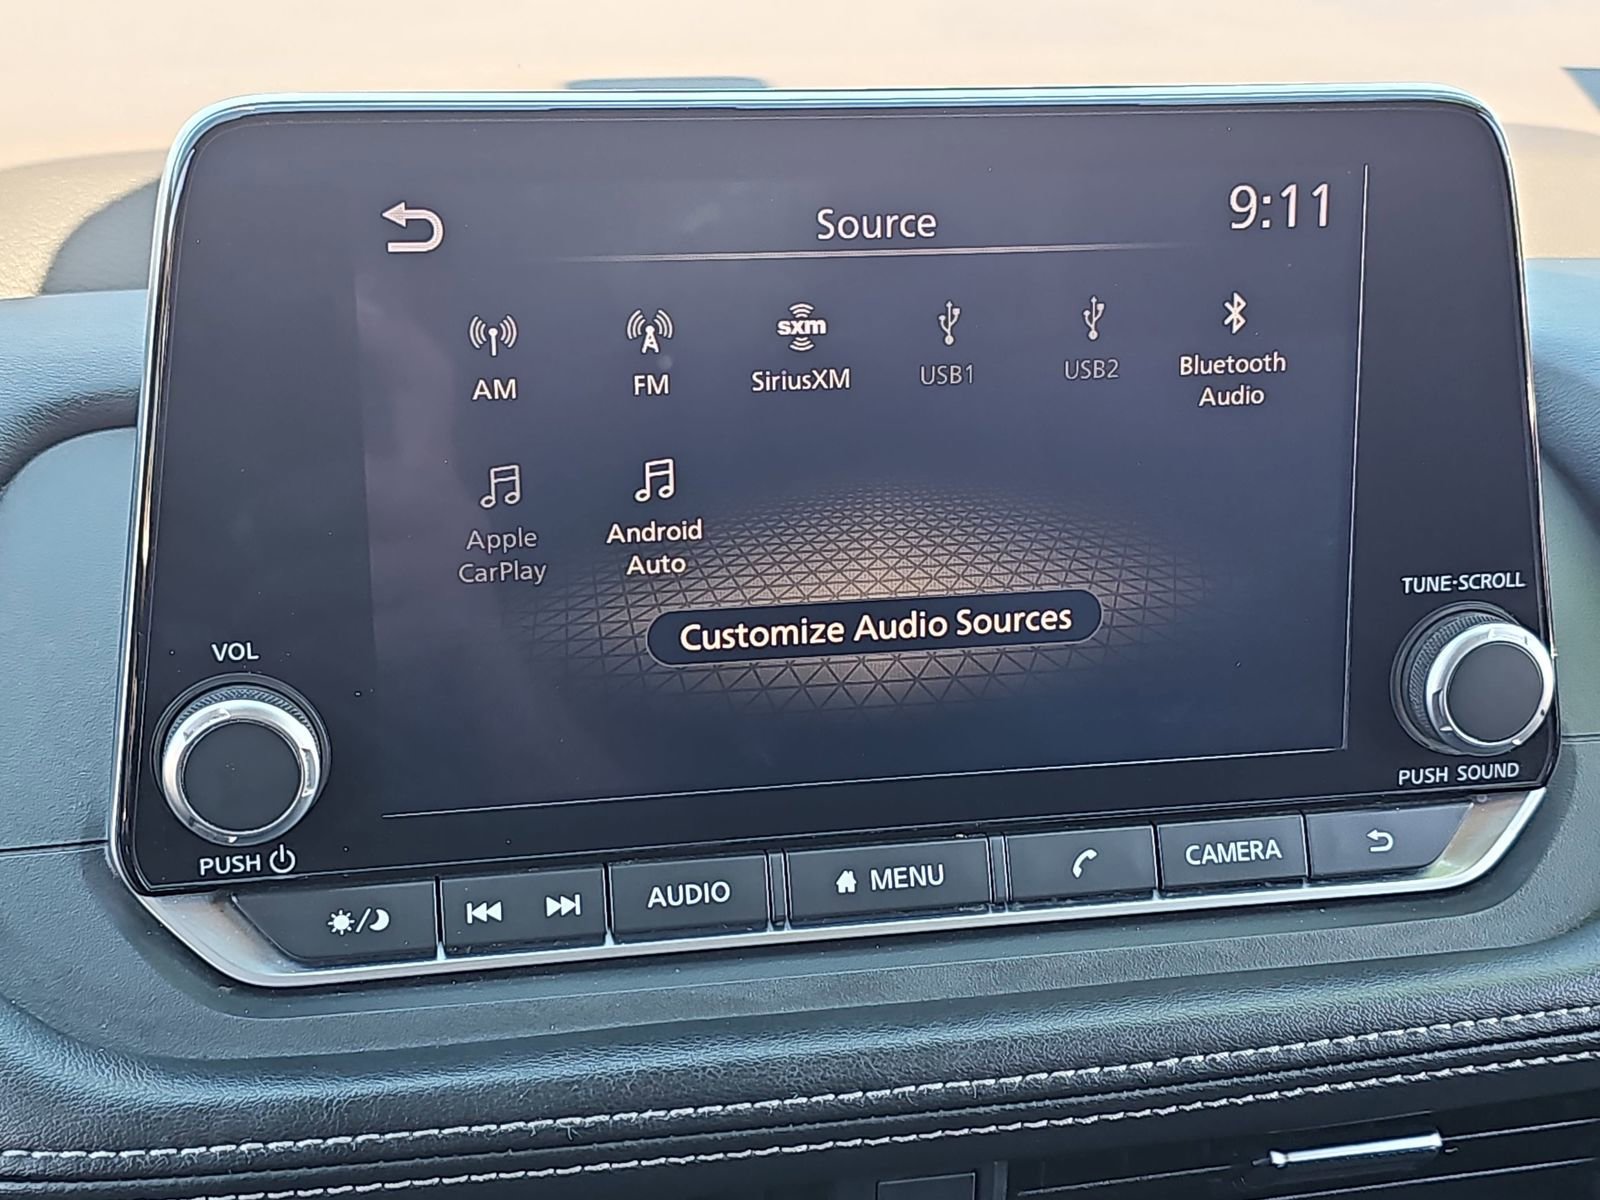 Source
9:11
AM
FM
sxm
SiriusXM
USB1
USB2
Bluetooth
Audio
Apple
CarPlay
Android
Auto
Customize Audio Sources
VOL
PUSH
TUNE·SCROLL
PUSH SOUND
AUDIO
MENU
CAMERA